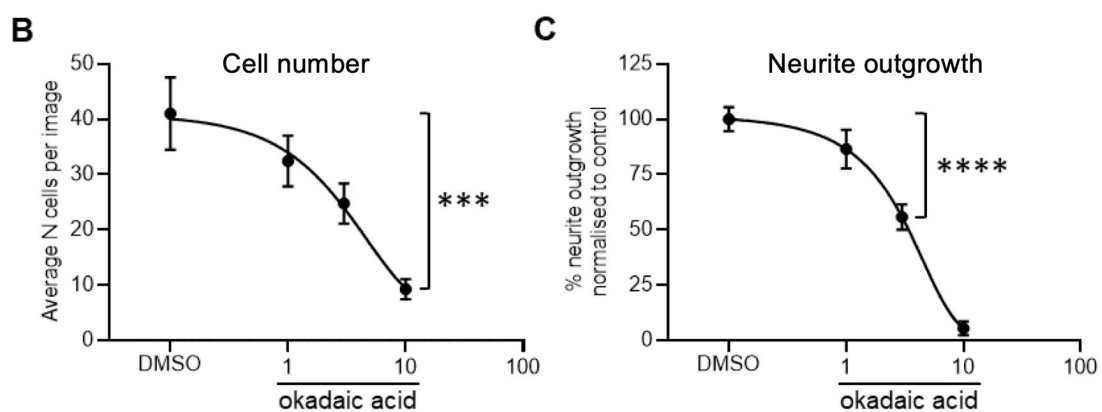 B
Cell number
Average N cells per image
50
40
30
20
10
0
***
DMSO 1 10 100
okadaic acid
C
Neurite outgrowth
% neurite outgrowth
normalised to control
125
100
75
50
25
0
****
DMSO 1 10 100
okadaic acid